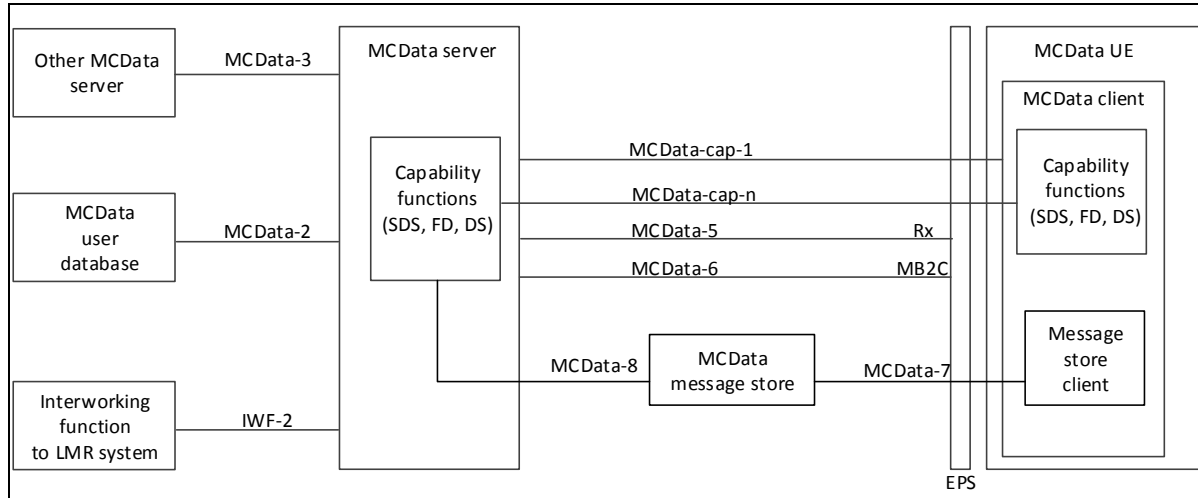 Other MCData
server
MCData-3
MCData server
MCData UE
MCData client
MCData-cap-1
Capability
functions
(SDS, FD, DS)
Capability
functions
(SDS, FD, DS)
MCData-cap-n
MCData
user
database
MCData-2
MCData-5
Rx
MCData-6
MB2C
MCData-8
MCData
message store
MCData-7
Message
store
client
Interworking
function
to LMR system
IWF-2
EPS